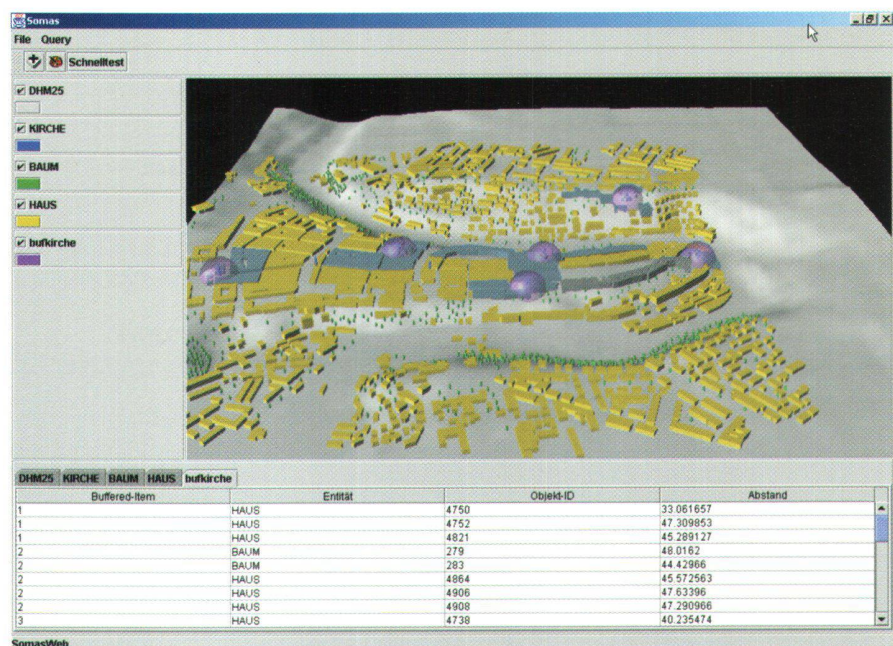 Somas
File Query
Schnelltest
DHM25
KIRCHE
BAUM
HAUS
bufkirche
DHM25 KIRCHE BAUM HAUS bufkirche
Buffered-Item Entität Objekt-ID Abstand
1 HAUS 4750 33.061657
1 HAUS 4752 47.309853
1 HAUS 4821 45.289127
2 BAUM 279 48.0162
2 BAUM 283 44.42966
2 HAUS 4864 45.572563
2 HAUS 4906 47.63396
2 HAUS 4908 47.290966
3 HAUS 4738 40.235474
SomasWeb